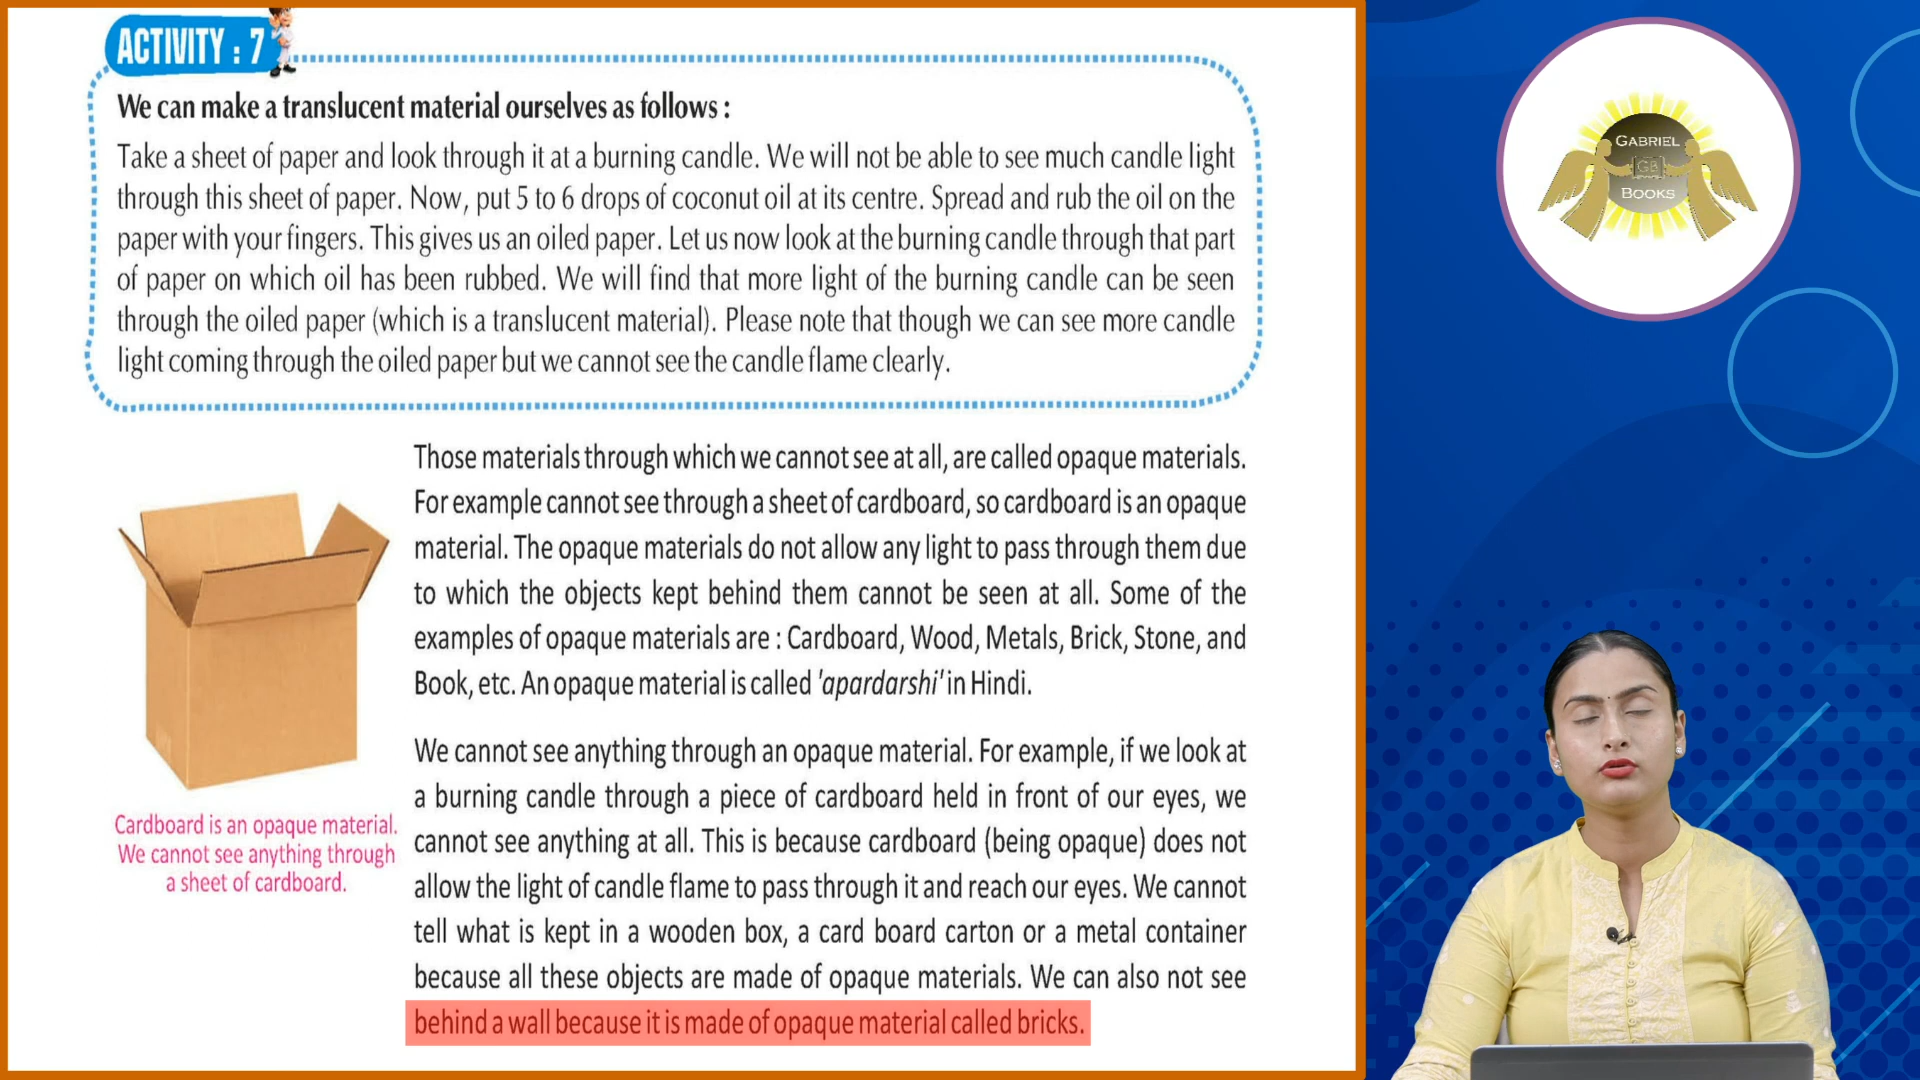 ACTIVITY : 7
We can make a translucent material ourselves as follows :
Take a sheet of paper and look through it at a burning candle. We will not be able to see much candle light
through this sheet of paper. Now, put 5 to 6 drops of coconut oil at its centre. Spread and rub the oil on the
paper with your fingers. This gives us an oiled paper. Let us now look at the burning candle through that part
of paper on which oil has been rubbed. We will find that more light of the burning candle can be seen
through the oiled paper (which is a translucent material). Please note that though we can see more candle
light coming through the oiled paper but we cannot see the candle flame clearly.
Those materials through which we cannot see at all, are called opaque materials.
For example cannot see through a sheet of cardboard, so cardboard is an opaque
material. The opaque materials do not allow any light to pass through them due
to which the objects kept behind them cannot be seen at all. Some of the
examples of opaque materials are : Cardboard, Wood, Metals, Brick, Stone, and
Book, etc. An opaque material is called 'apardarshi' in Hindi.
We cannot see anything through an opaque material. For example, if we look at
a burning candle through a piece of cardboard held in front of our eyes, we
cannot see anything at all. This is because cardboard (being opaque) does not
allow the light of candle flame to pass through it and reach our eyes. We cannot
tell what is kept in a wooden box, a card board carton or a metal container
because all these objects are made of opaque materials. We can also not see
behind a wall because it is made of opaque material called bricks.
Cardboard is an opaque material.
We cannot see anything through
a sheet of cardboard.
GABRIEL
GB
BOOKS